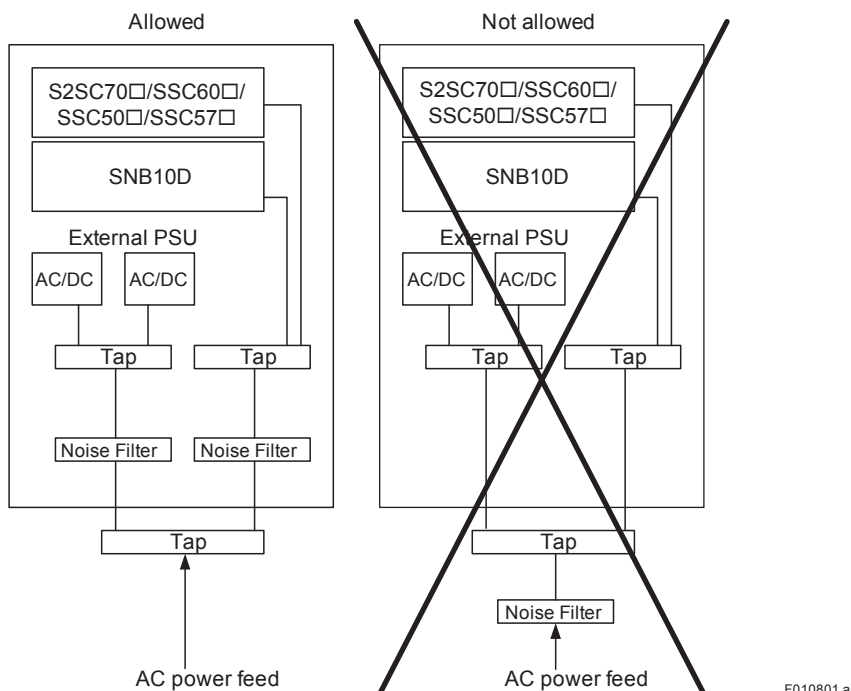 Allowed
S2SC70□/SSC60□/
SSC50□/SSC57□
SNB10D
External PSU
AC/DC AC/DC
Tap Tap
Noise Filter Noise Filter
Tap
AC power feed
Not allowed
S2SC70□/SSC60□/
SSC50□/SSC57□
SNB10D
External PSU
AC/DC AC/DC
Tap Tap
Tap
Noise Filter
AC power feed
F010801.ai